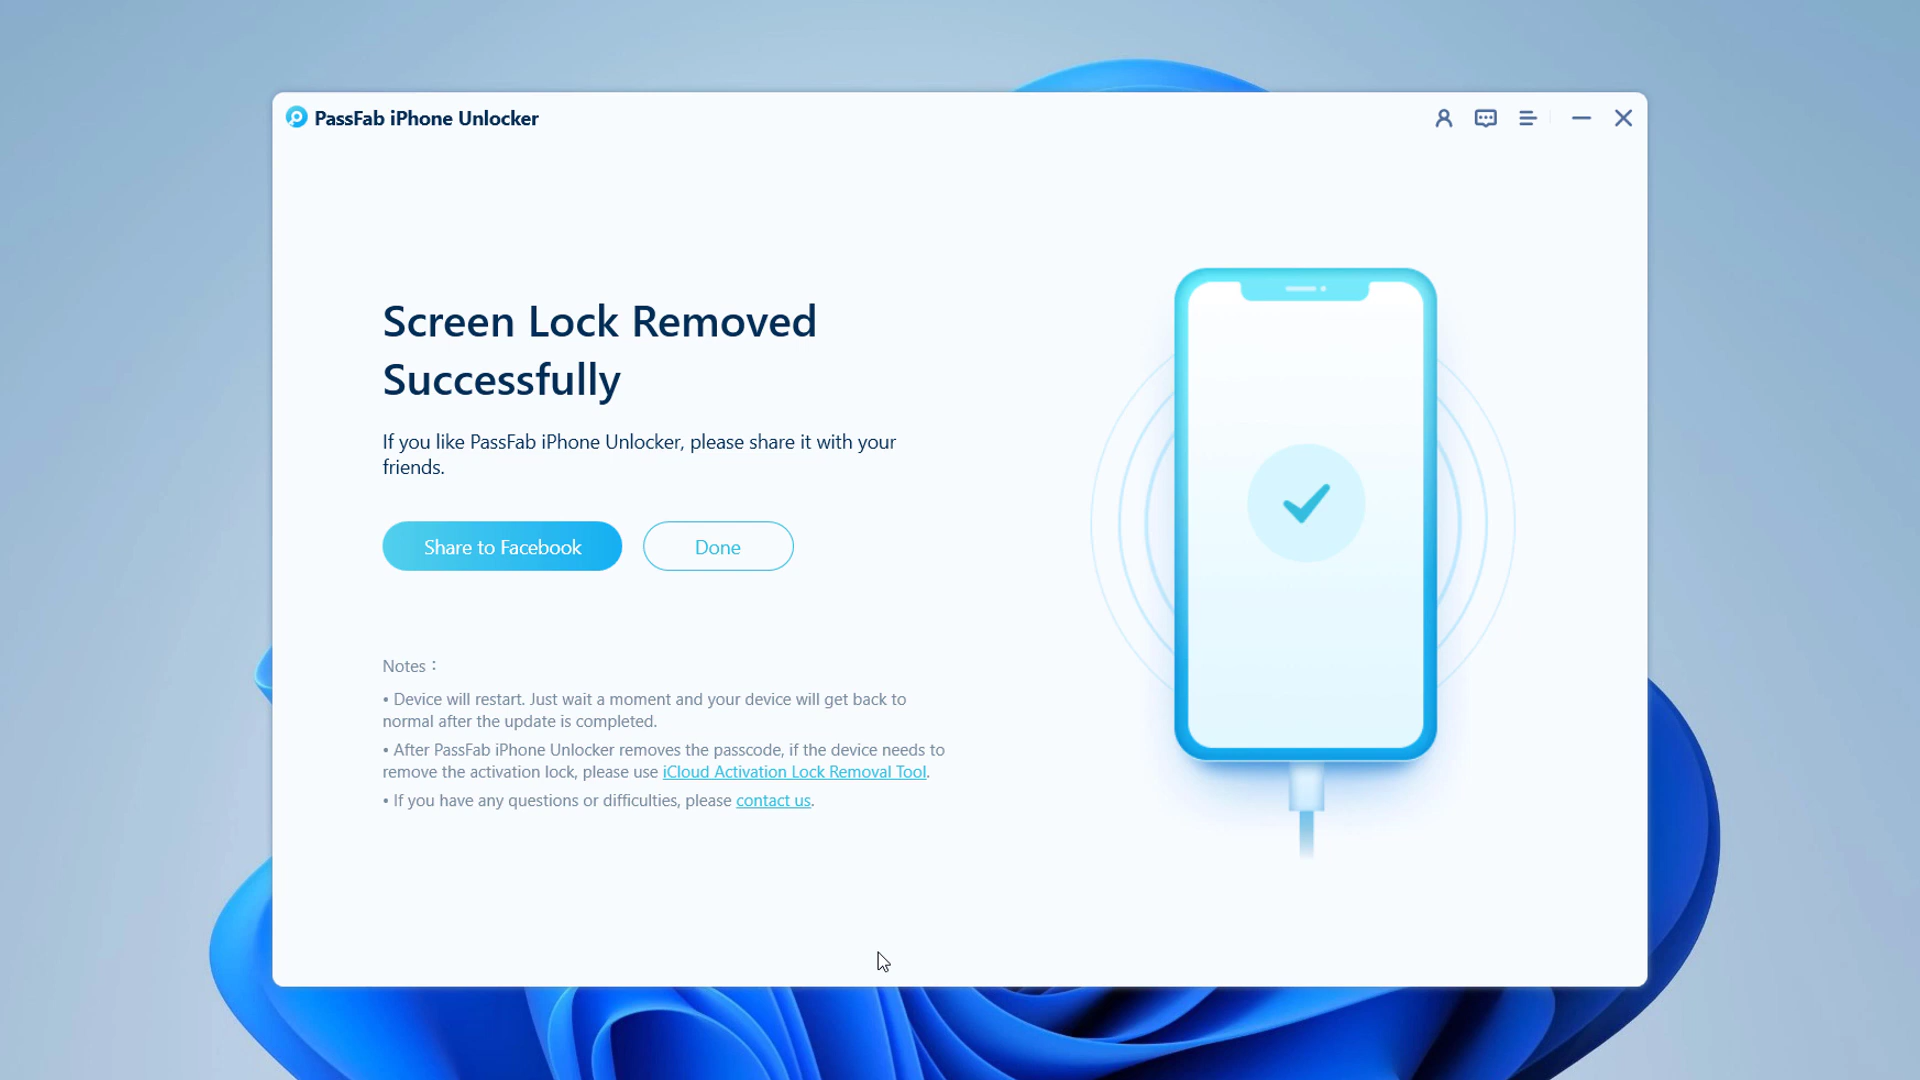 PassFab iPhone Unlocker
Screen Lock Removed
Successfully
If you like PassFab iPhone Unlocker, please share it with your
friends.
Share to Facebook
Done
Notes：
• Device will restart. Just wait a moment and your device will get back to
normal after the update is completed.
• After PassFab iPhone Unlocker removes the passcode, if the device needs to
remove the activation lock, please use iCloud Activation Lock Removal Tool.
• If you have any questions or difficulties, please contact us.